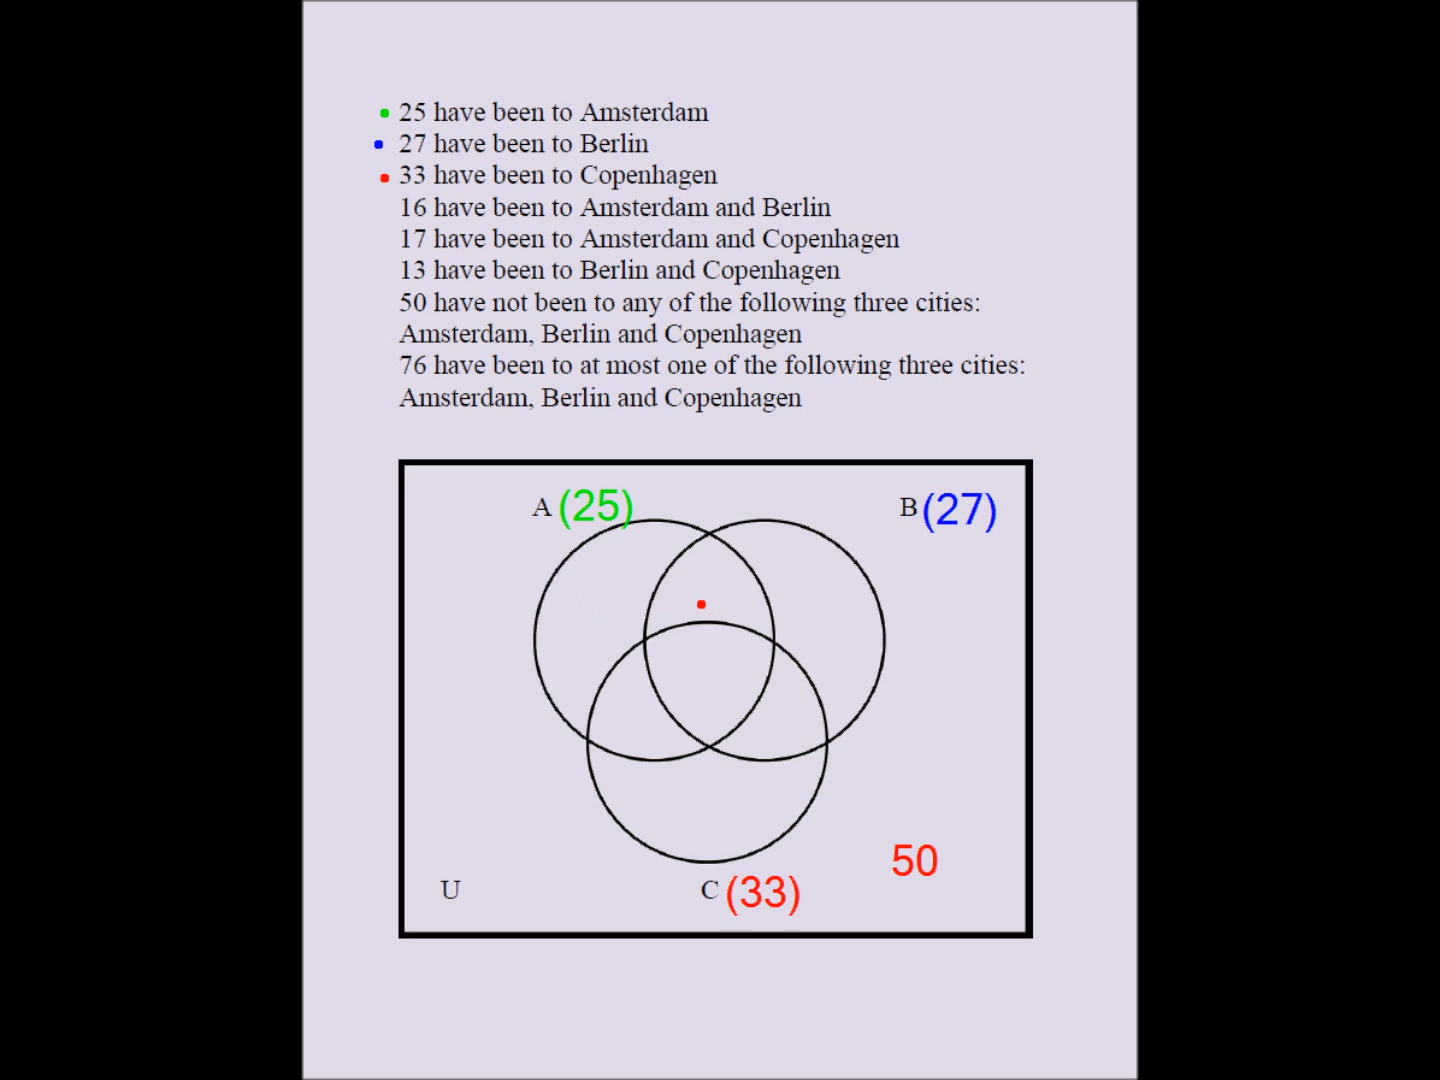 25 have been to Amsterdam
27 have been to Berlin
33 have been to Copenhagen
16 have been to Amsterdam and Berlin
17 have been to Amsterdam and Copenhagen
13 have been to Berlin and Copenhagen
50 have not been to any of the following three cities:
Amsterdam, Berlin and Copenhagen
76 have been to at most one of the following three cities:
Amsterdam, Berlin and Copenhagen
A (25)
B (27)
50
U
C (33)